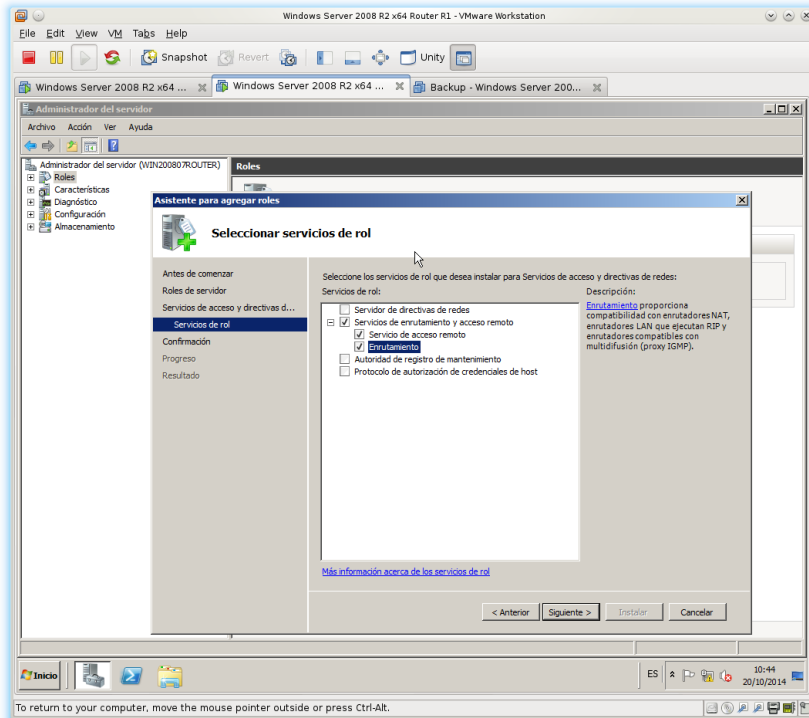 Windows Server 2008 R2 x64 Router R1 - VMware Workstation
File Edit View VM Tabs Help
Snapshot Revert Unity
Windows Server 2008 R2 x64 ... Windows Server 2008 R2 x64 ... Backup - Windows Server 200...
Administrador del servidor
Archivo Acción Ver Ayuda
Administrador del servidor (WIN200807ROUTER)
Roles
Características
Diagnóstico
Configuración
Almacenamiento
Roles
Asistente para agregar roles
Seleccionar servicios de rol
Antes de comenzar
Roles de servidor
Servicios de acceso y directivas d...
Servicios de rol
Confirmación
Progreso
Resultado
Seleccione los servicios de rol que desea instalar para Servicios de acceso y directivas de redes:
Servicios de rol:
Servidor de directivas de redes
Servicios de enrutamiento y acceso remoto
Servicio de acceso remoto
Enrutamiento
Autoridad de registro de mantenimiento
Protocolo de autorización de credenciales de host
Descripción:
Enrutamiento proporciona
compatibilidad con enrutadores NAT,
enrutadores LAN que ejecutan RIP y
enrutadores compatibles con
multidifusión (proxy IGMP).
Más información acerca de los servicios de rol
< Anterior Siguiente > Instalar Cancelar
Inicio
ES
10:44
20/10/2014
To return to your computer, move the mouse pointer outside or press Ctrl-Alt.